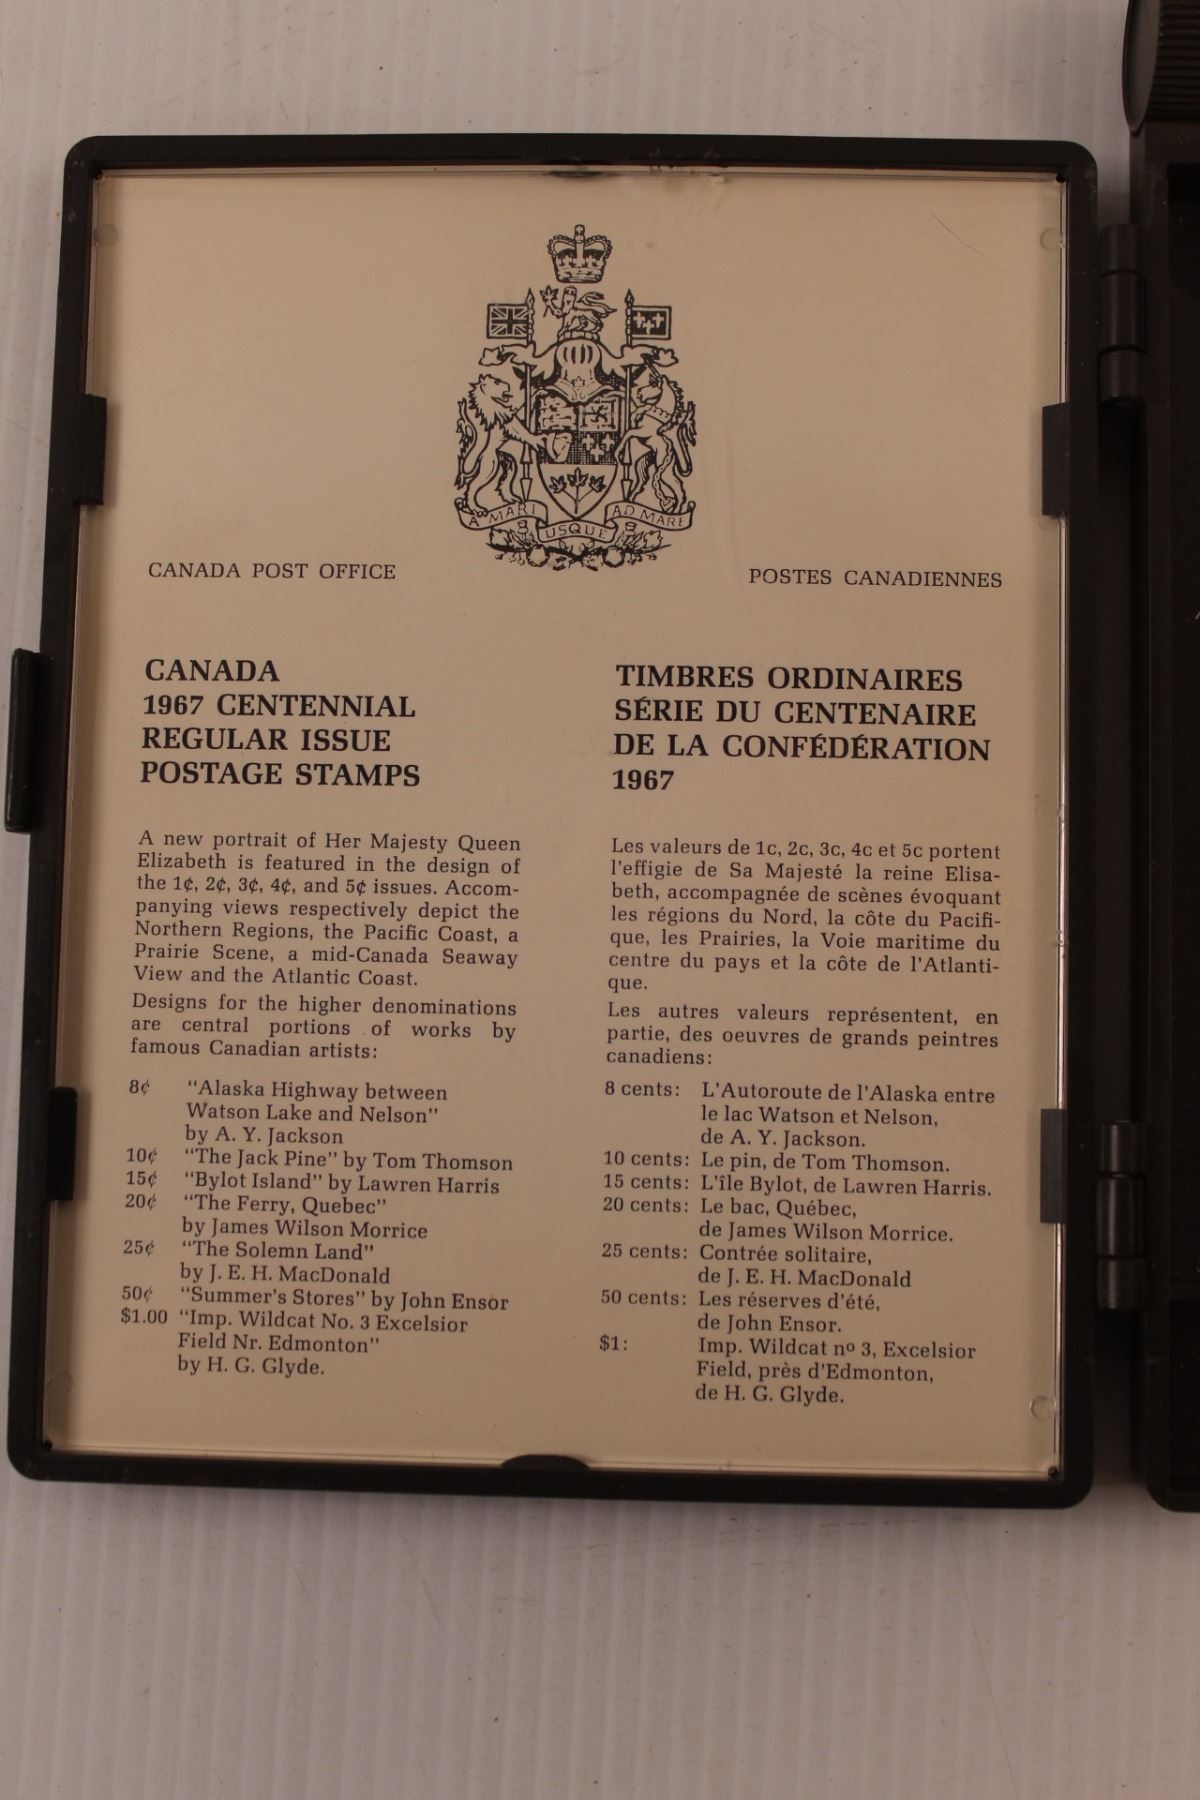 A MARI USQUE AD MARE
CANADA POST OFFICE
POSTES CANADIENNES
CANADA
1967 CENTENNIAL
REGULAR ISSUE
POSTAGE STAMPS
A new portrait of Her Majesty Queen
Elizabeth is featured in the design of
the 1¢, 2¢, 3¢, 4¢, and 5¢ issues. Accom-
panying views respectively depict the
Northern Regions, the Pacific Coast, a
Prairie Scene, a mid-Canada Seaway
View and the Atlantic Coast.
Designs for the higher denominations
are central portions of works by
famous Canadian artists:
8¢ "Alaska Highway between
Watson Lake and Nelson"
by A. Y. Jackson
10¢ "The Jack Pine" by Tom Thomson
15¢ "Bylot Island" by Lawren Harris
20¢ "The Ferry, Quebec"
by James Wilson Morrice
25¢ "The Solemn Land"
by J. E. H. MacDonald
50¢ "Summer's Stores" by John Ensor
$1.00 "Imp. Wildcat No. 3 Excelsior
Field Nr. Edmonton"
by H. G. Glyde.
TIMBRES ORDINAIRES
SÉRIE DU CENTENAIRE
DE LA CONFÉDÉRATION
1967
Les valeurs de 1c, 2c, 3c, 4c et 5c portent
l'effigie de Sa Majesté la reine Elisa-
beth, accompagnée de scènes évoquant
les régions du Nord, la côte du Pacifi-
que, les Prairies, la Voie maritime du
centre du pays et la côte de l'Atlanti-
que.
Les autres valeurs représentent, en
partie, des oeuvres de grands peintres
canadiens:
8 cents: L'Autoroute de l'Alaska entre
le lac Watson et Nelson,
de A. Y. Jackson.
10 cents: Le pin, de Tom Thomson.
15 cents: L'île Bylot, de Lawren Harris.
20 cents: Le bac, Québec,
de James Wilson Morrice.
25 cents: Contrée solitaire,
de J. E. H. MacDonald
50 cents: Les réserves d'été,
de John Ensor.
$1: Imp. Wildcat nº 3, Excelsior
Field, près d'Edmonton,
de H. G. Glyde.